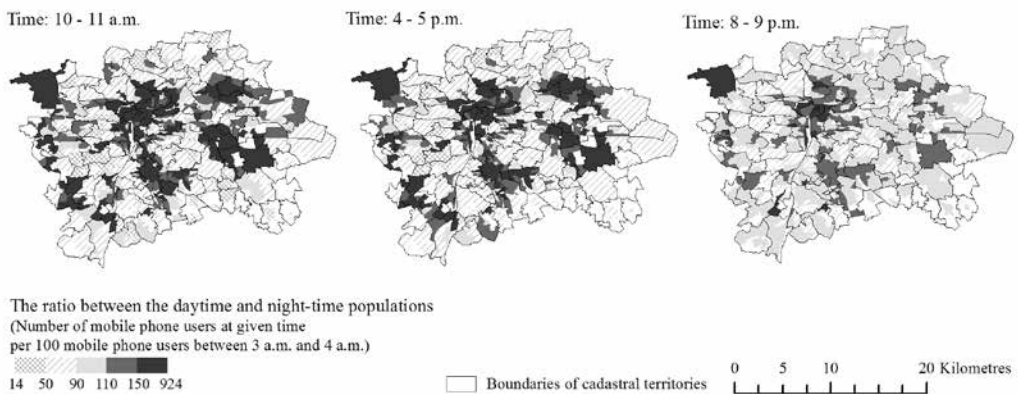 Time: 10 - 11 a.m.
Time: 4 - 5 p.m.
Time: 8 - 9 p.m.
The ratio between the daytime and night-time populations
(Number of mobile phone users at given time
per 100 mobile phone users between 3 a.m. and 4 a.m.)
14 50 90 110 150 924
Boundaries of cadastral territories
0 5 10 20 Kilometres